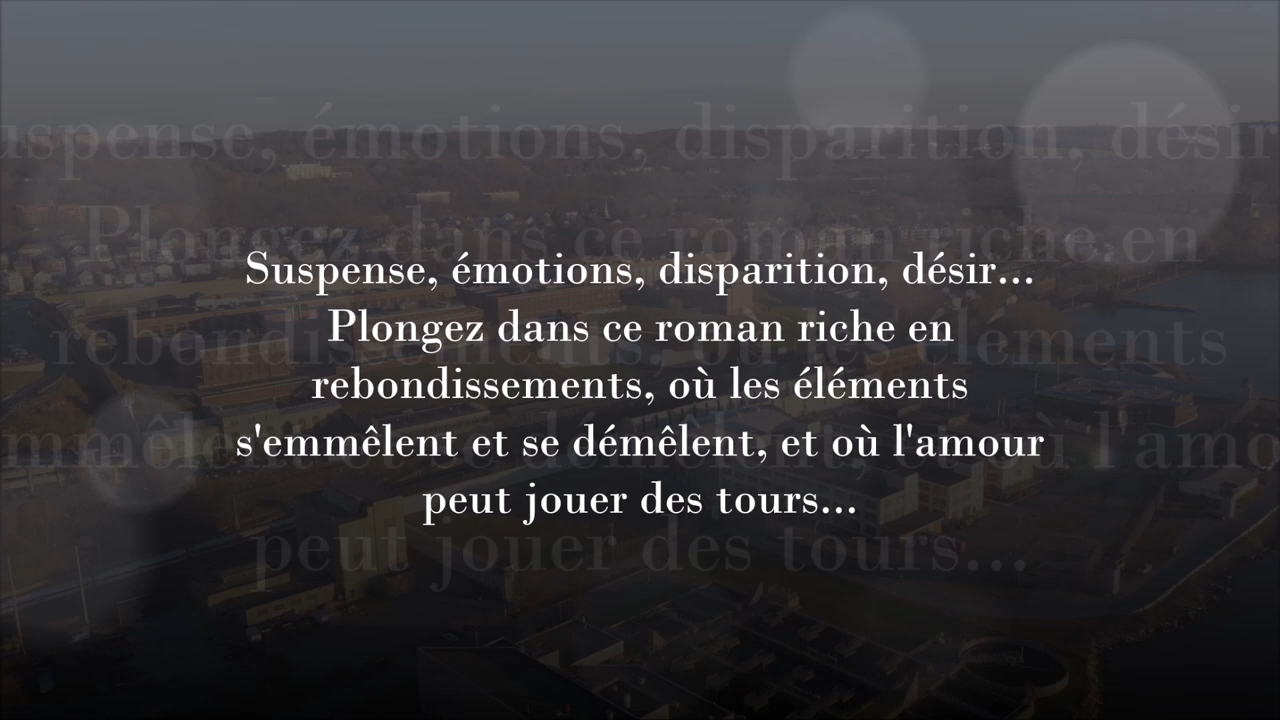 Suspense, émotions, disparition, désir...
Plongez dans ce roman riche en
rebondissements, où les éléments
s'emmêlent et se démêlent, et où l'amour
peut jouer des tours...